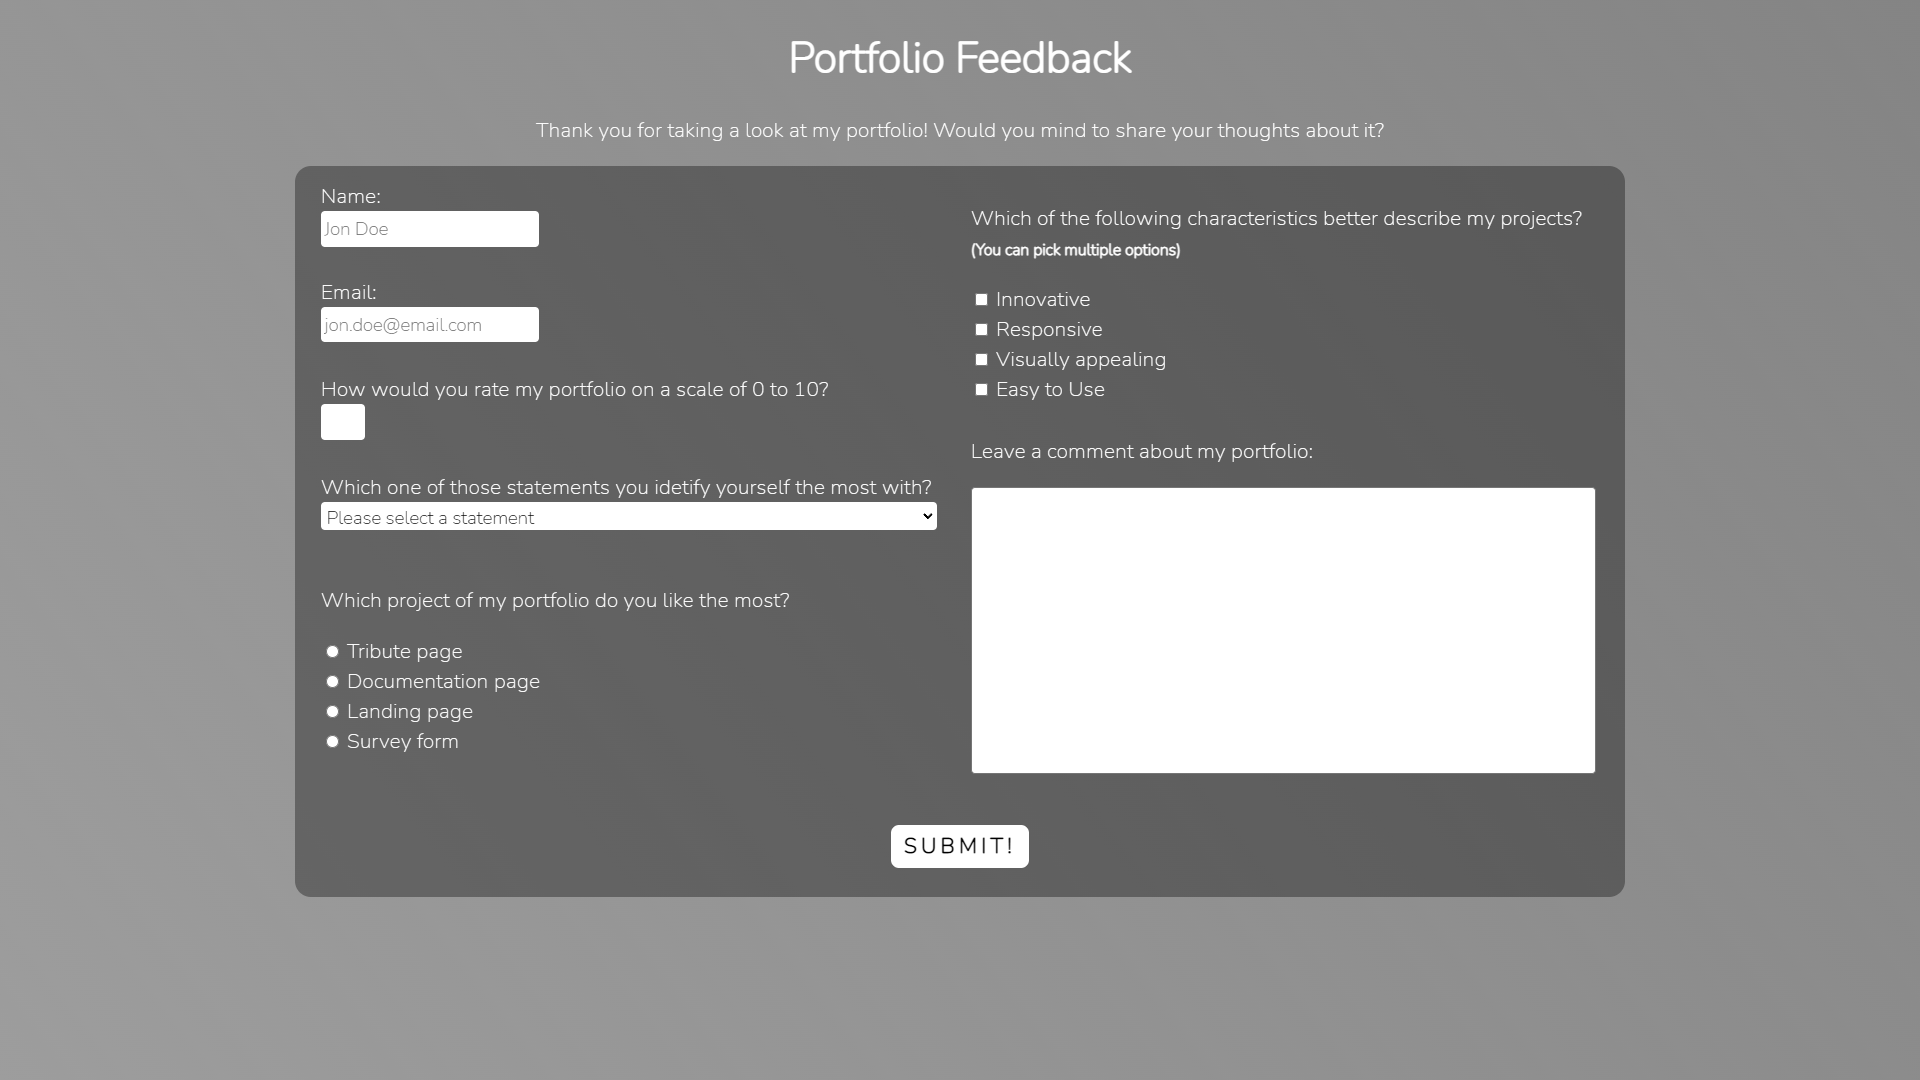 Portfolio Feedback
Thank you for taking a look at my portfolio! Would you mind to share your thoughts about it?
Name:
Jon Doe
Email:
jon.doe@email.com
How would you rate my portfolio on a scale of 0 to 10?
Which one of those statements you idetify yourself the most with?
Please select a statement
Which project of my portfolio do you like the most?
Tribute page
Documentation page
Landing page
Survey form
Which of the following characteristics better describe my projects?
(You can pick multiple options)
Innovative
Responsive
Visually appealing
Easy to Use
Leave a comment about my portfolio:
SUBMIT!